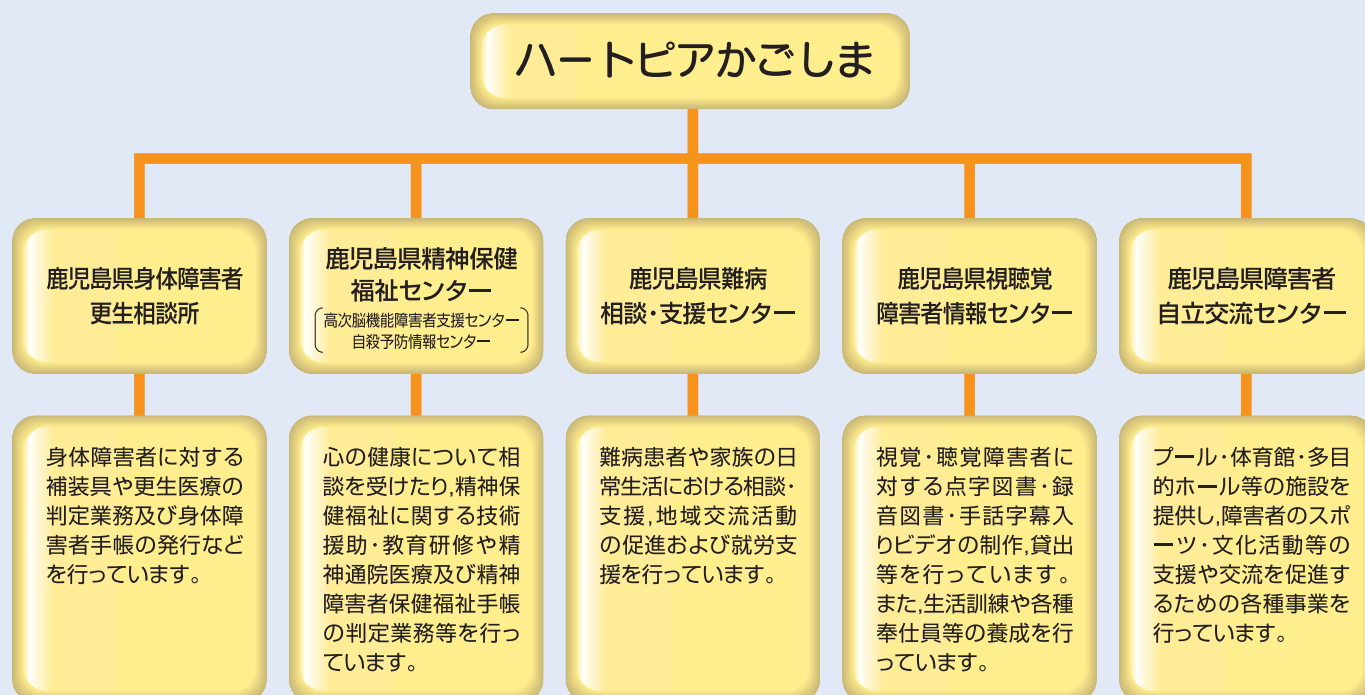 ハートピアかごしま
鹿児島県身体障害者
更生相談所
鹿児島県精神保健
福祉センター
高次脳機能障害者支援センター
自殺予防情報センター
鹿児島県難病
相談・支援センター
鹿児島県視聴覚
障害者情報センター
鹿児島県障害者
自立交流センター
身体障害者に対する
補装具や更生医療の
判定業務及び身体障
害者手帳の発行など
を行っています。
心の健康について相
談を受けたり,精神保
健福祉に関する技術
援助・教育研修や精
神通院医療及び精神
障害者保健福祉手帳
の判定業務等を行っ
ています。
難病患者や家族の日
常生活における相談・
支援,地域交流活動
の促進および就労支
援を行っています。
視覚・聴覚障害者に
対する点字図書・録
音図書・手話字幕入
りビデオの制作,貸出
等を行っています。
また,生活訓練や各種
奉仕員等の養成を行
っています。
プール・体育館・多目
的ホール等の施設を
提供し,障害者のスポ
ーツ・文化活動等の
支援や交流を促進す
るための各種事業を
行っています。